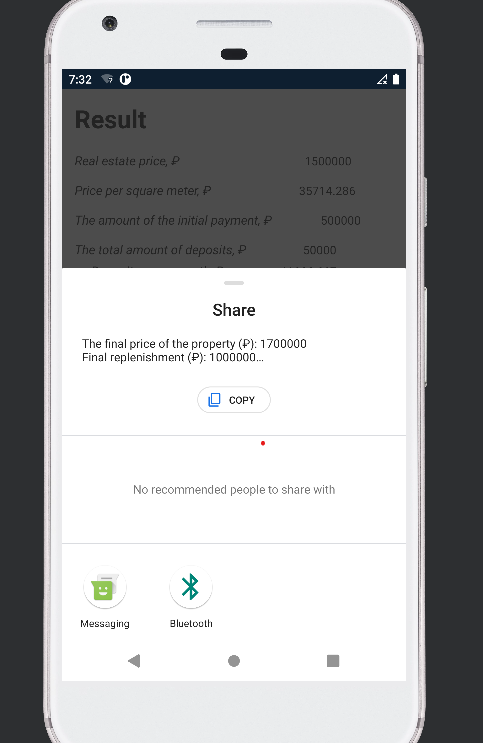 7:32
Result
Real estate price, ₽ 1500000
Price per square meter, ₽ 35714.286
The amount of the initial payment, ₽ 500000
The total amount of deposits, ₽ 50000
Share
The final price of the property (₽): 1700000
Final replenishment (₽): 1000000...
COPY
No recommended people to share with
Messaging Bluetooth